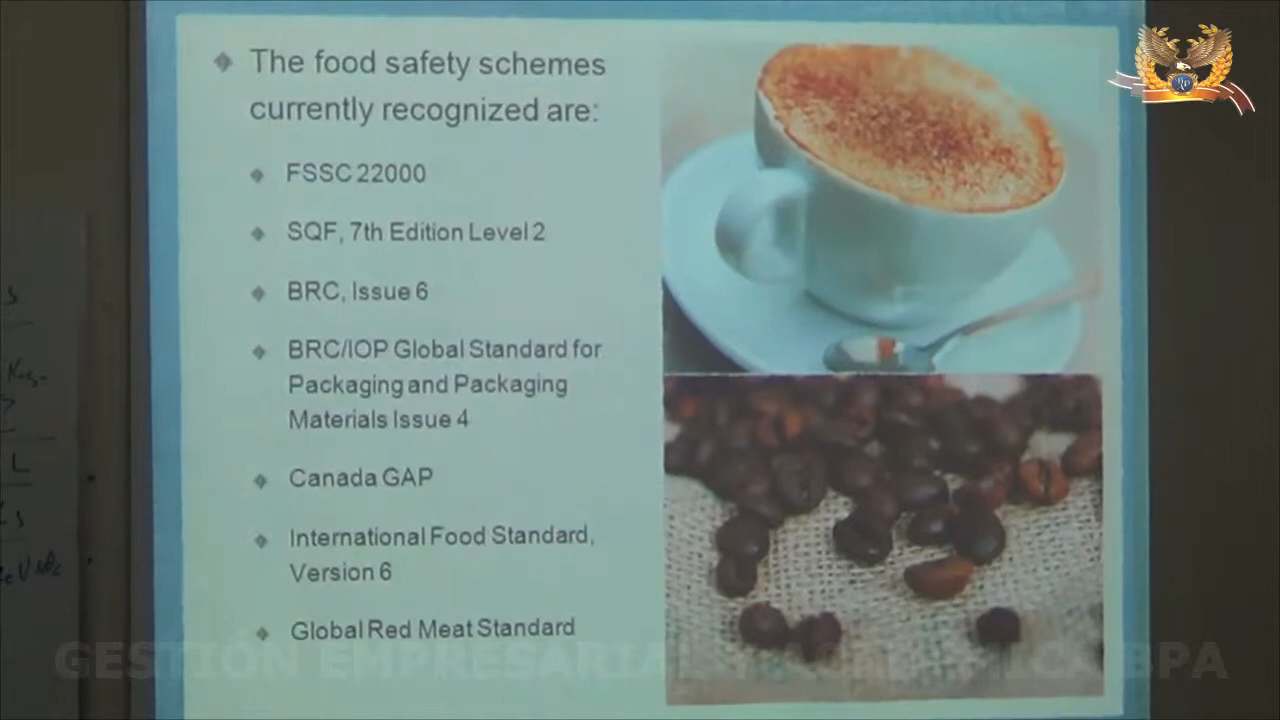 The food safety schemes
currently recognized are:
FSSC 22000
SQF, 7th Edition Level 2
BRC, Issue 6
BRC/IOP Global Standard for
Packaging and Packaging
Materials Issue 4
Canada GAP
International Food Standard,
Version 6
Global Red Meat Standard
GESTIÓN EMPRESARIAL
BPA